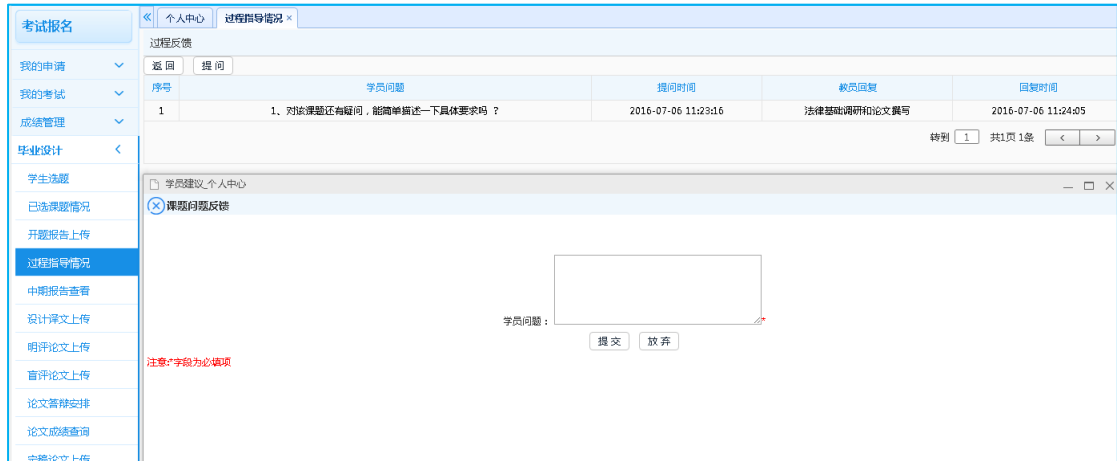 考试报名
我的申请
我的考试
成绩管理
毕业设计
学生选题
已选课题情况
开题报告上传
过程指导情况
中期报告查看
设计译文上传
明评论文上传
盲评论文上传
论文答辩安排
论文成绩查询
定稿论文上传
个人中心 过程指导情况 ×
过程反馈
返回 提问
序号 学员问题 提问时间 教员回复 回复时间
1 1、对该课题还有疑问，能简单描述一下具体要求吗 ？ 2016-07-06 11:23:16 法律基础调研和论文撰写 2016-07-06 11:24:05
转到 1 共1页 1条 < >
学员建议_个人中心
课题问题反馈
学员问题： *
提交 放弃
注意:*字段为必填项